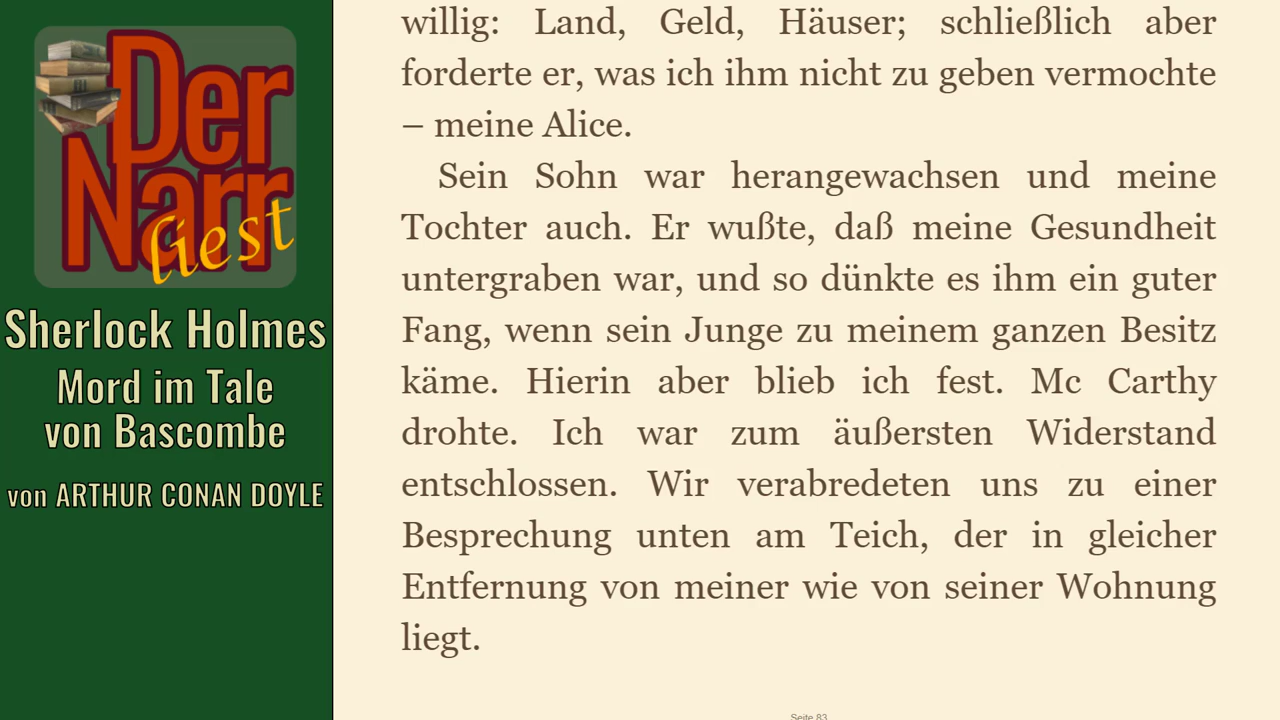 Der
Narr
liest
Sherlock Holmes
Mord im Tale
von Bascombe
von ARTHUR CONAN DOYLE
willig: Land, Geld, Häuser; schließlich aber
forderte er, was ich ihm nicht zu geben vermochte
– meine Alice.
Sein Sohn war herangewachsen und meine
Tochter auch. Er wußte, daß meine Gesundheit
untergraben war, und so dünkte es ihm ein guter
Fang, wenn sein Junge zu meinem ganzen Besitz
käme. Hierin aber blieb ich fest. Mc Carthy
drohte. Ich war zum äußersten Widerstand
entschlossen. Wir verabredeten uns zu einer
Besprechung unten am Teich, der in gleicher
Entfernung von meiner wie von seiner Wohnung
liegt.
Seite 83